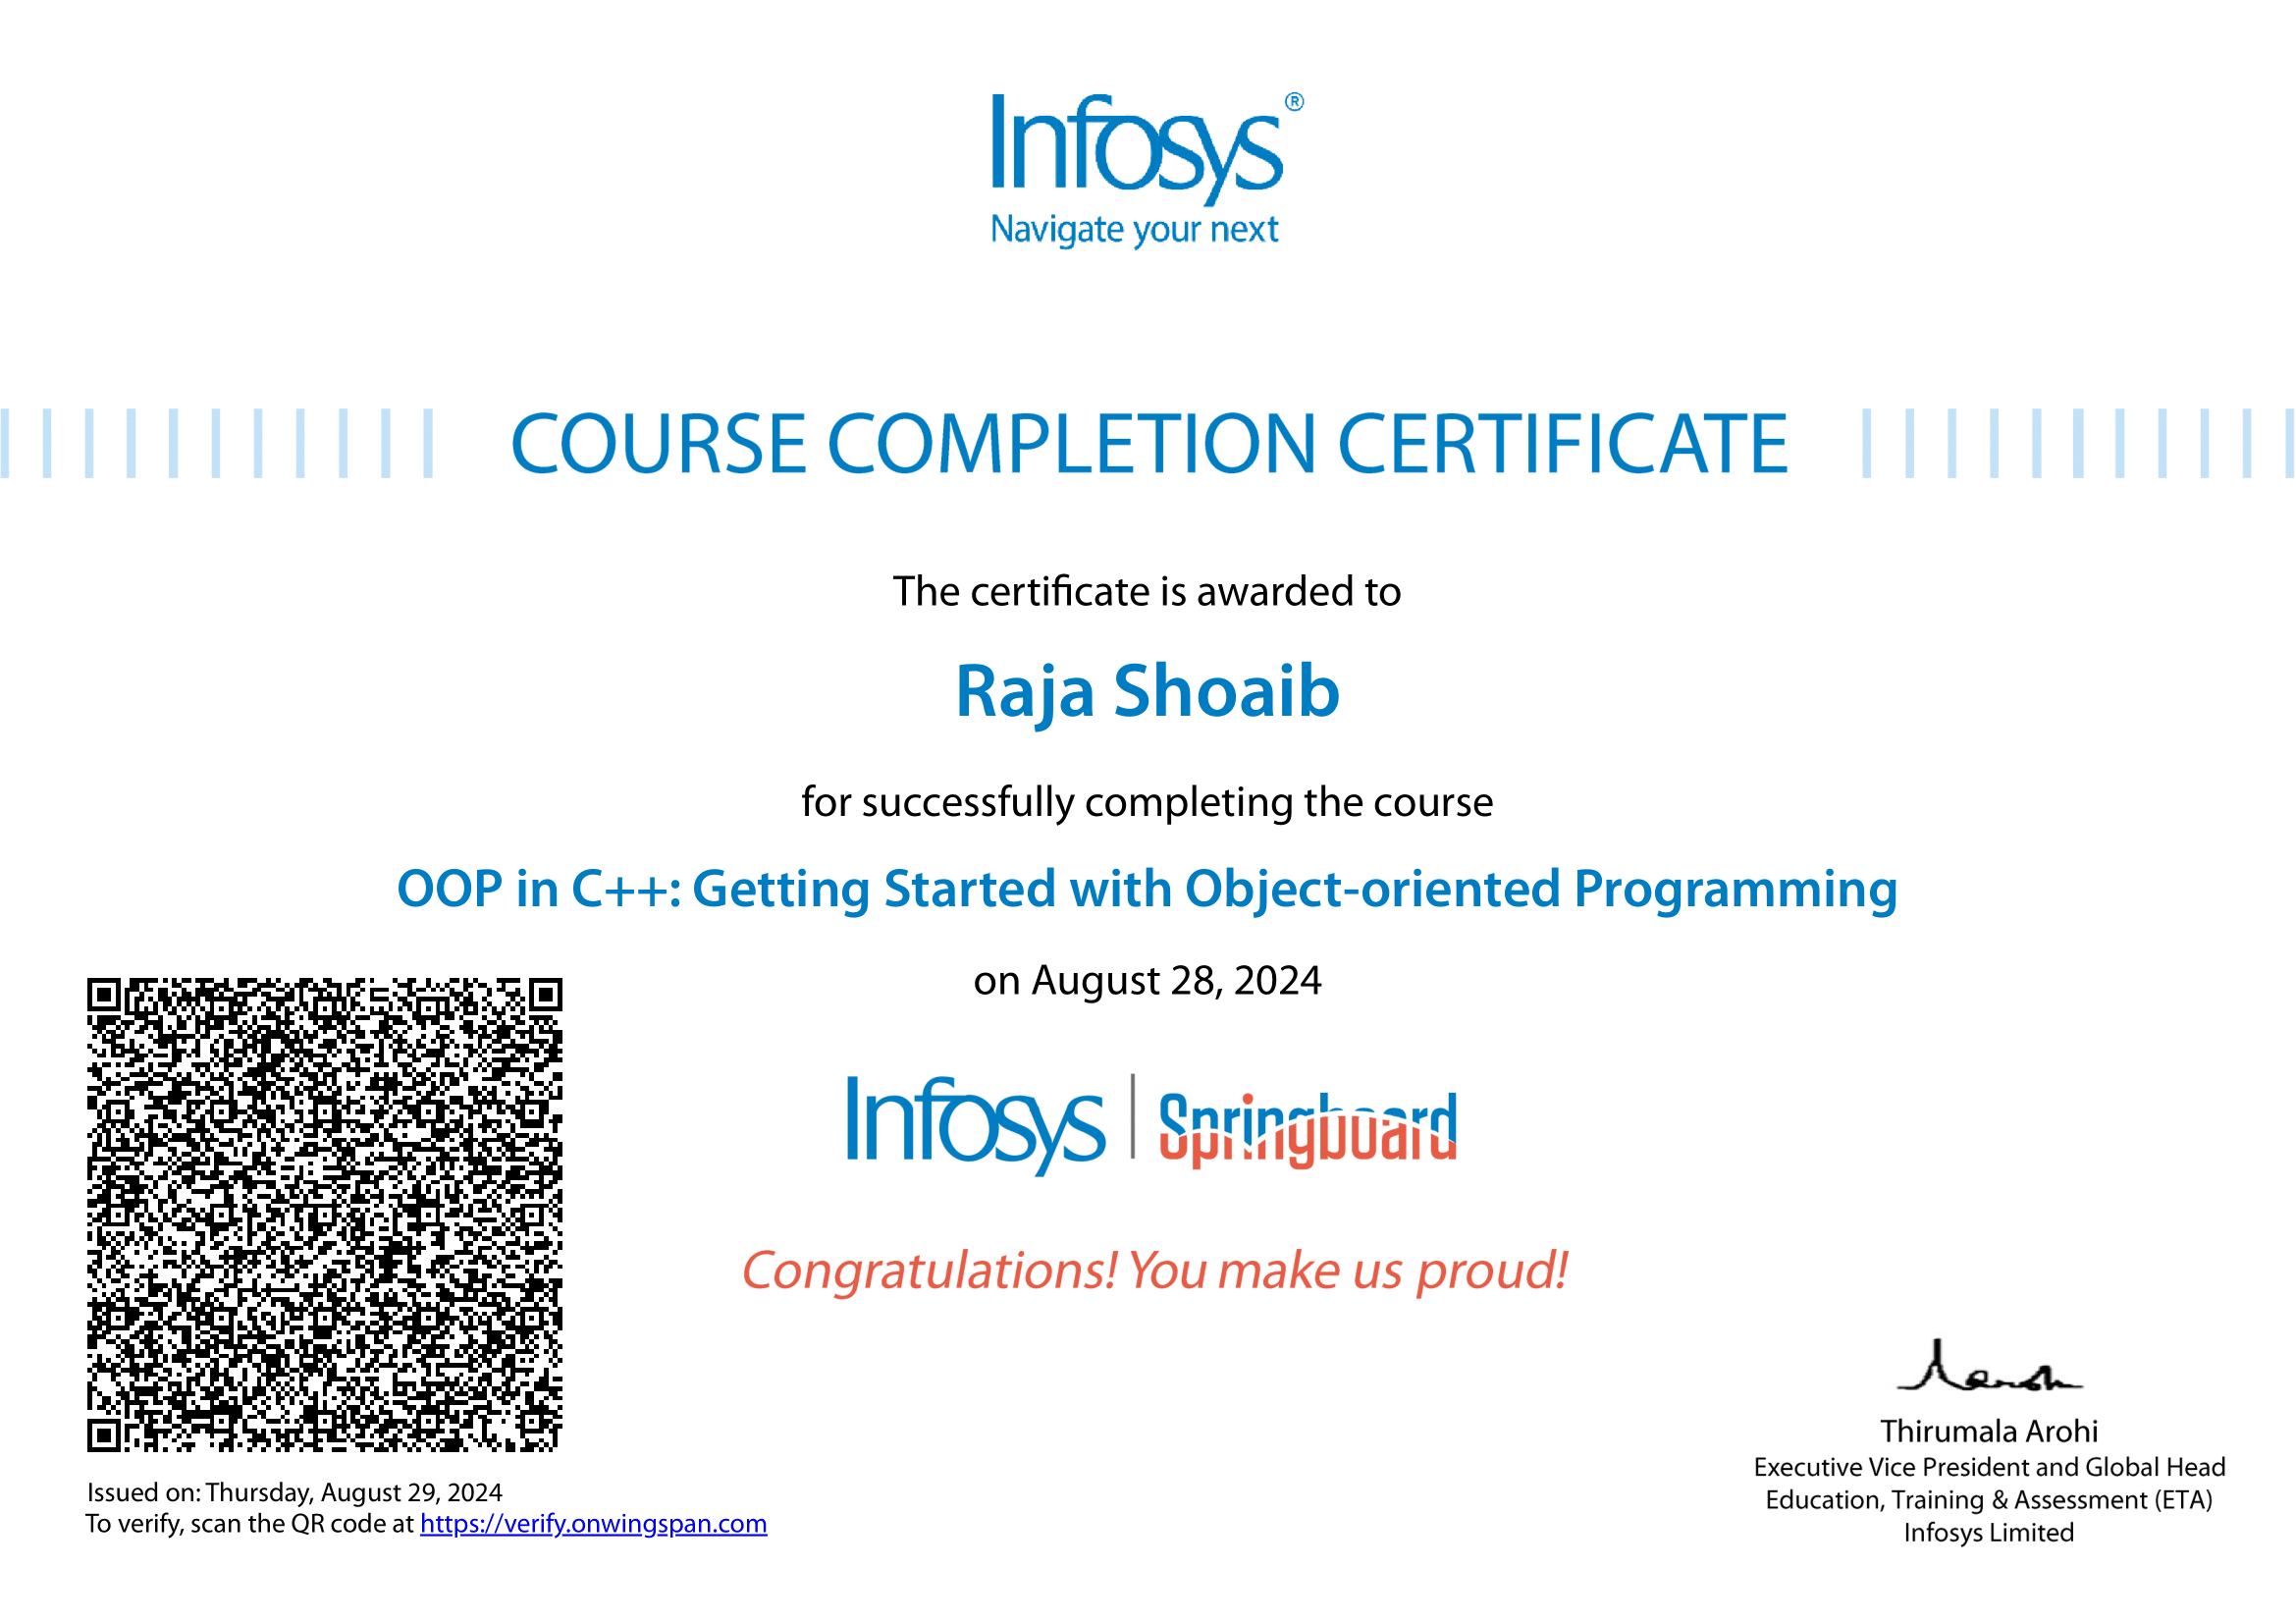 Infosys®
Navigate your next
COURSE COMPLETION CERTIFICATE
The certificate is awarded to
Raja Shoaib
for successfully completing the course
OOP in C++: Getting Started with Object-oriented Programming
on August 28, 2024
Infosys | Springboard
Congratulations! You make us proud!
Issued on: Thursday, August 29, 2024
To verify, scan the QR code at https://verify.onwingspan.com
Thirumala Arohi
Executive Vice President and Global Head
Education, Training & Assessment (ETA)
Infosys Limited